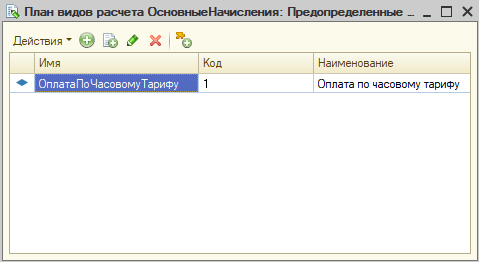 План видов расчета ОсновныеНачисления: Предопределенные ...
Действия
Имя Код Наименование
ОплатаПоЧасовомуТарифу 1 Оплата по часовому тарифу